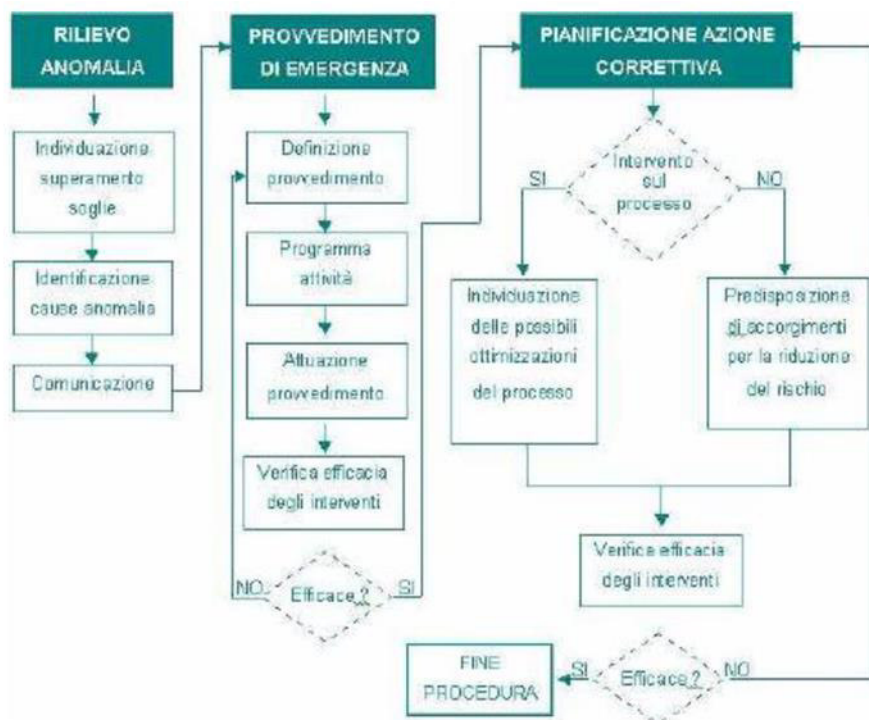 RILIEVO
ANOMALIA
Individuazione
superamento
soglie
Identificazione
cause anomalia
Comunicazione
PROVVEDIMENTO
DI EMERGENZA
Definizione
provvedimento
Programma
attività
Attuazione
provvedimento
Verifica efficacia
degli interventi
NO
Efficace ?
SI
PIANIFICAZIONE AZIONE
CORRETTIVA
Intervento
sul
processo
SI
NO
Individuazione
delle possibili
ottimizzazioni
del processo
Predisposizione
di accorgimenti
per la riduzione
del rischio
Verifica efficacia
degli interventi
Efficace ?
SI
NO
FINE
PROCEDURA